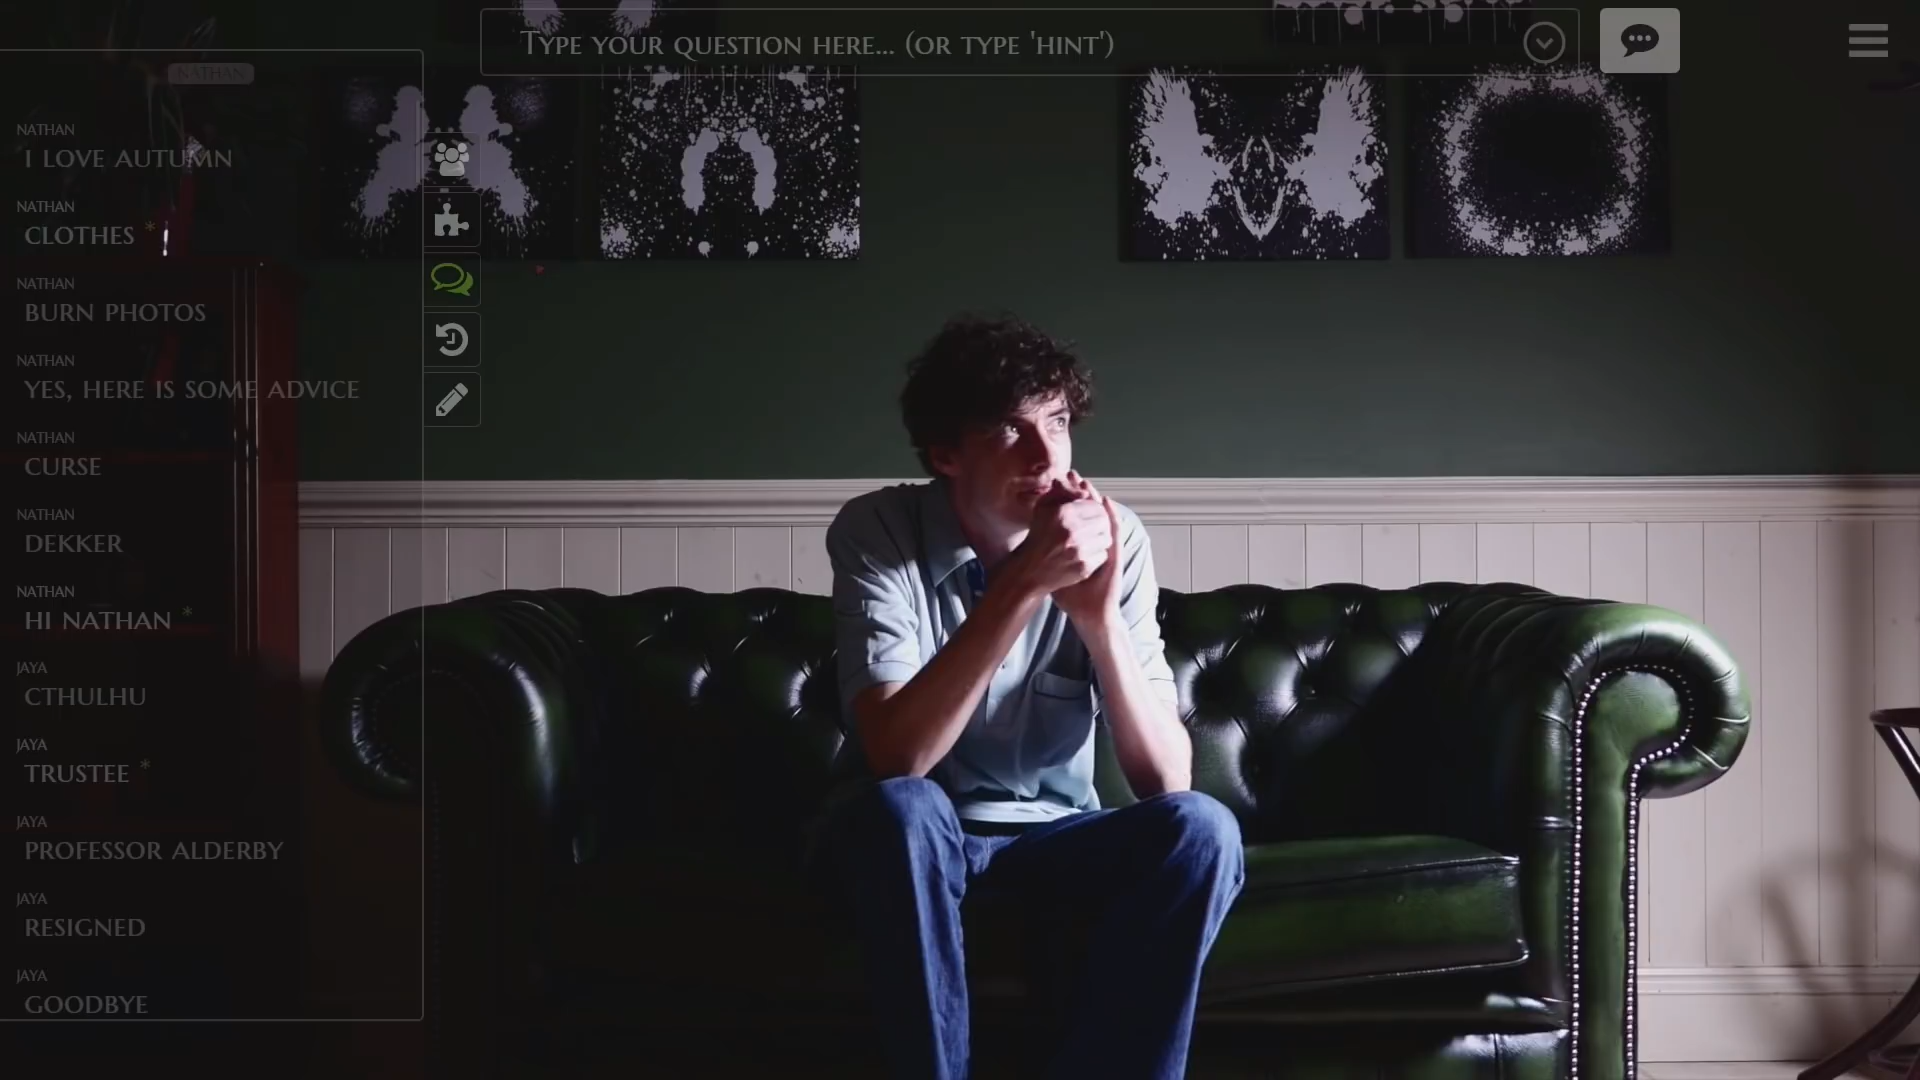 Type your question here... (or type 'hint')
NATHAN
NATHAN
I LOVE AUTUMN
NATHAN
CLOTHES *
NATHAN
BURN PHOTOS
NATHAN
YES, HERE IS SOME ADVICE
NATHAN
CURSE
NATHAN
DEKKER
NATHAN
HI NATHAN *
JAYA
CTHULHU
JAYA
TRUSTEE *
JAYA
PROFESSOR ALDERBY
JAYA
RESIGNED
JAYA
GOODBYE